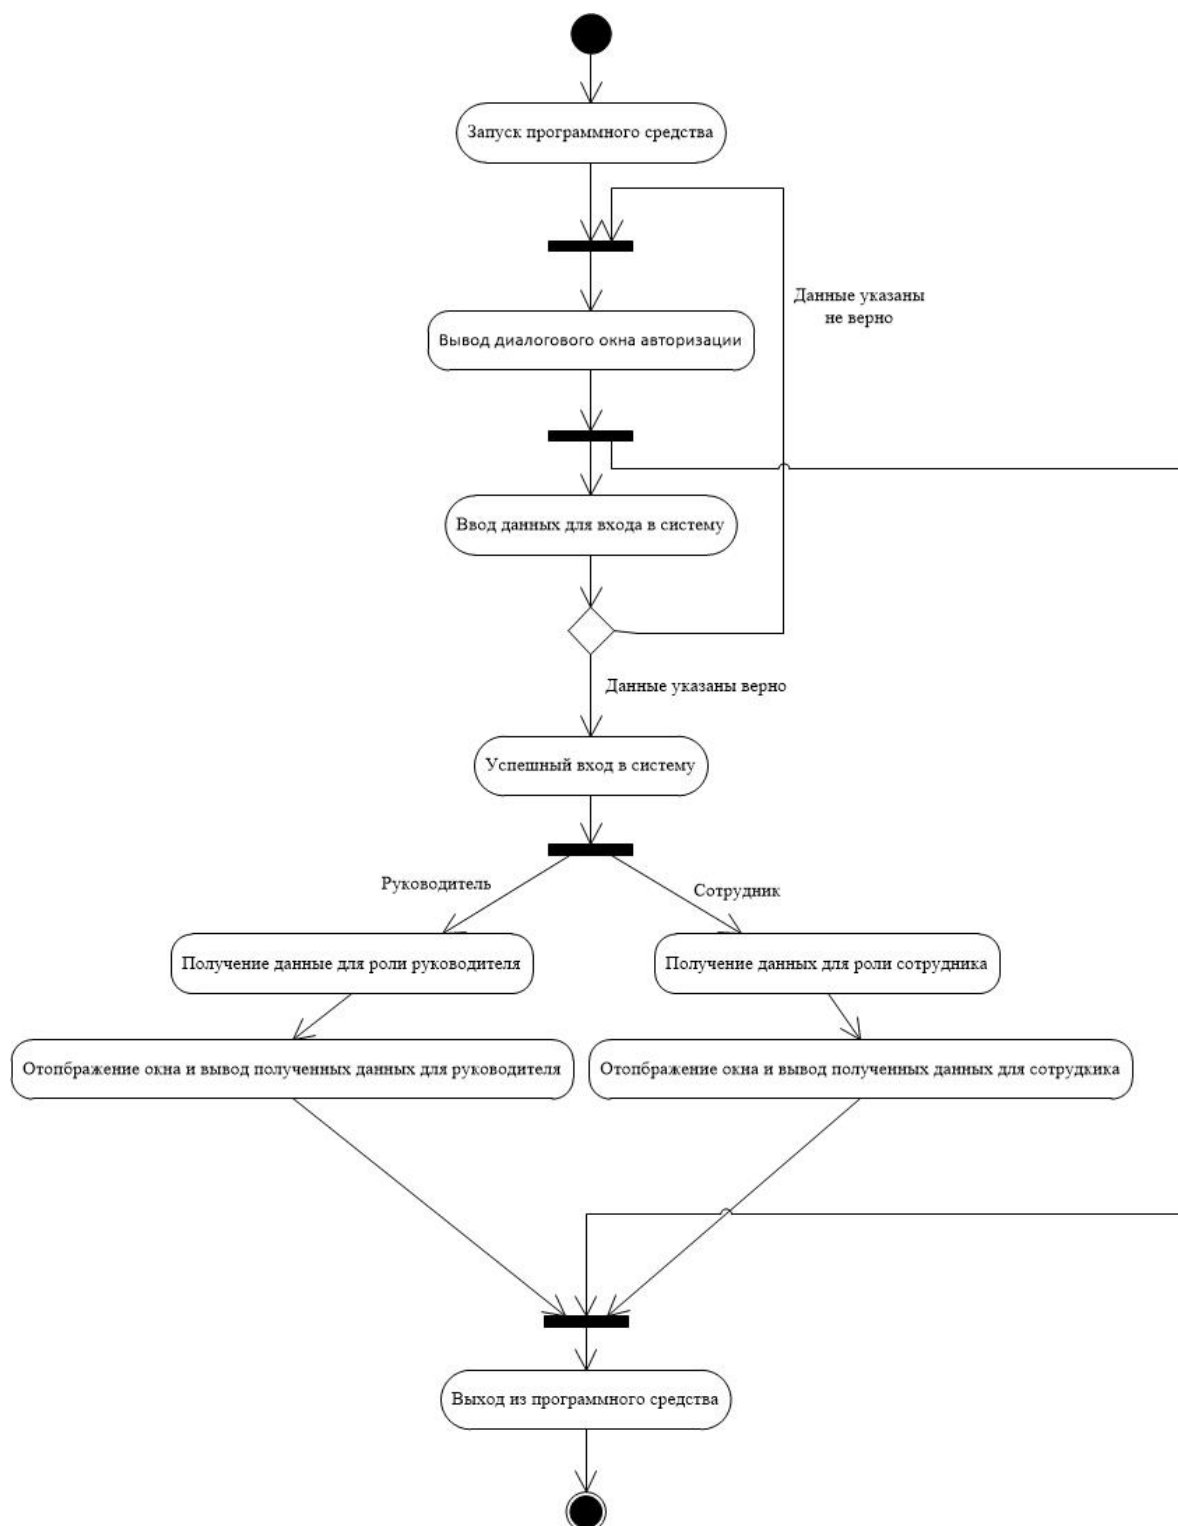 Запуск программного средства
Данные указаны
не верно
Вывод диалогового окна авторизации
Ввод данных для входа в систему
Данные указаны верно
Успешный вход в систему
Руководитель
Сотрудник
Получение данные для роли руководителя
Получение данных для роли сотрудника
Отопбражение окна и вывод полученных данных для руководителя
Отопбражение окна и вывод полученных данных для сотрудкика
Выход из программного средства